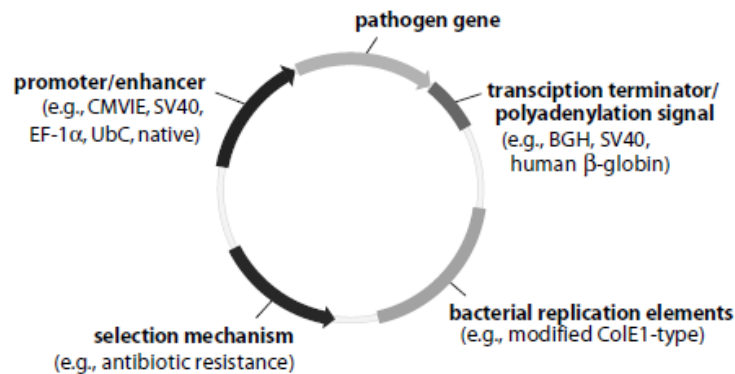 pathogen gene
promoter/enhancer
(e.g., CMVIE, SV40,
EF-1α, UbC, native)
transciption terminator/
polyadenylation signal
(e.g., BGH, SV40,
human β-globin)
bacterial replication elements
(e.g., modified ColE1-type)
selection mechanism
(e.g., antibiotic resistance)